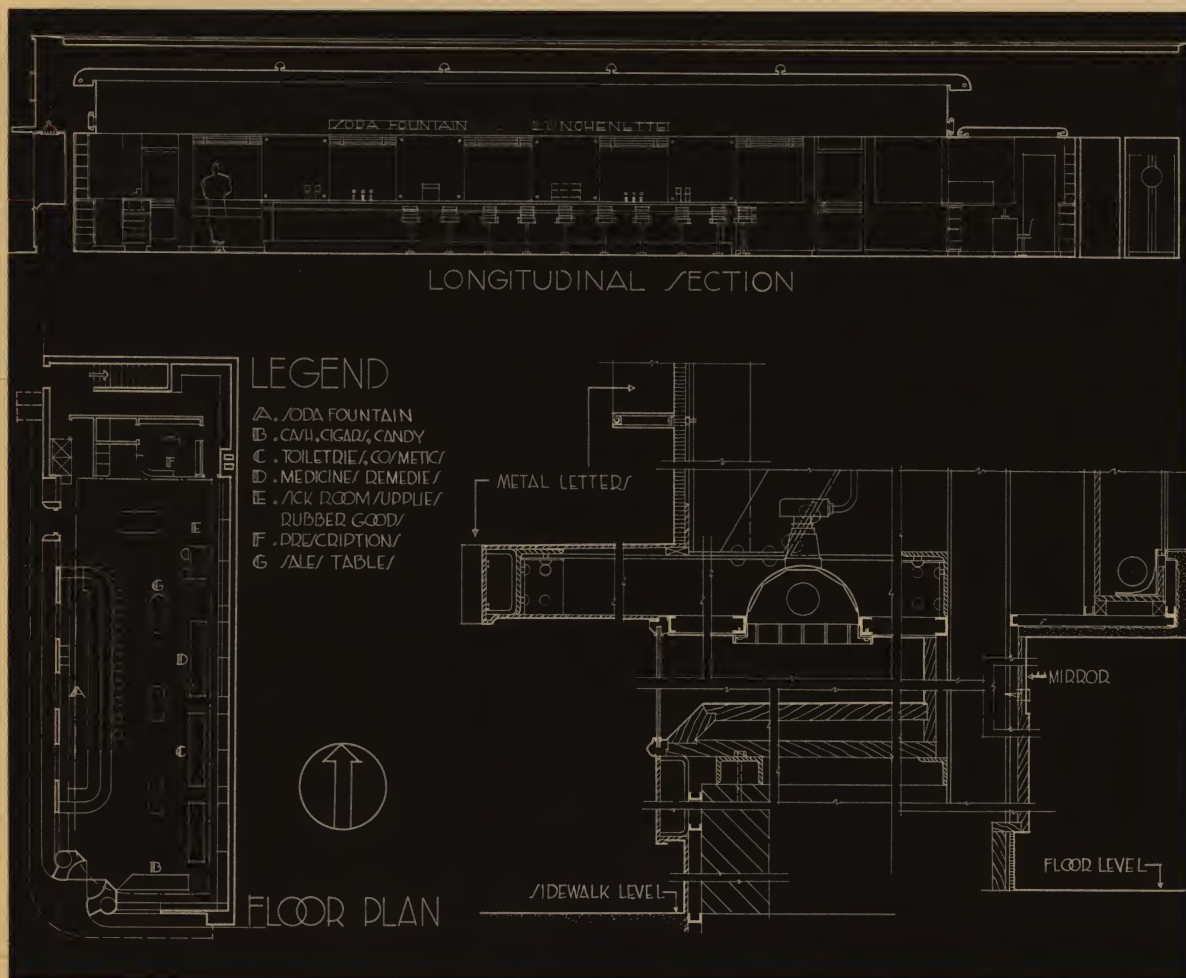 SODA FOUNTAIN LUNCHENETTE
LONGITUDINAL SECTION
LEGEND
A. SODA FOUNTAIN
B. CASH, CIGARS, CANDY
C. TOILETRIES, COSMETICS
D. MEDICINES REMEDIES
E. SICK ROOM SUPPLIES
RUBBER GOODS
F. PRESCRIPTIONS
G SALES TABLES
METAL LETTERS
F
E
G
D
A
C
B
MIRROR
FLOOR LEVEL
SIDEWALK LEVEL
FLOOR PLAN